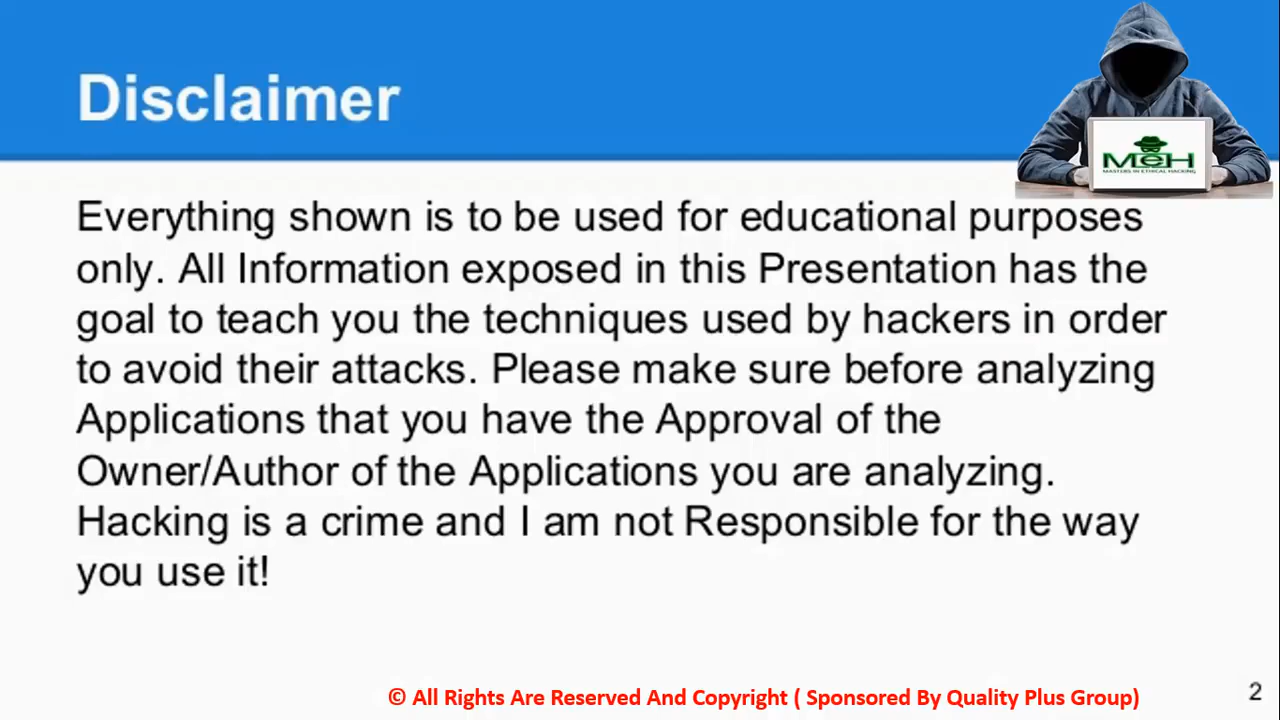 Disclaimer
MeH
MASTERS IN ETHICAL HACKING
Everything shown is to be used for educational purposes
only. All Information exposed in this Presentation has the
goal to teach you the techniques used by hackers in order
to avoid their attacks. Please make sure before analyzing
Applications that you have the Approval of the
Owner/Author of the Applications you are analyzing.
Hacking is a crime and I am not Responsible for the way
you use it!
© All Rights Are Reserved And Copyright ( Sponsored By Quality Plus Group)
2